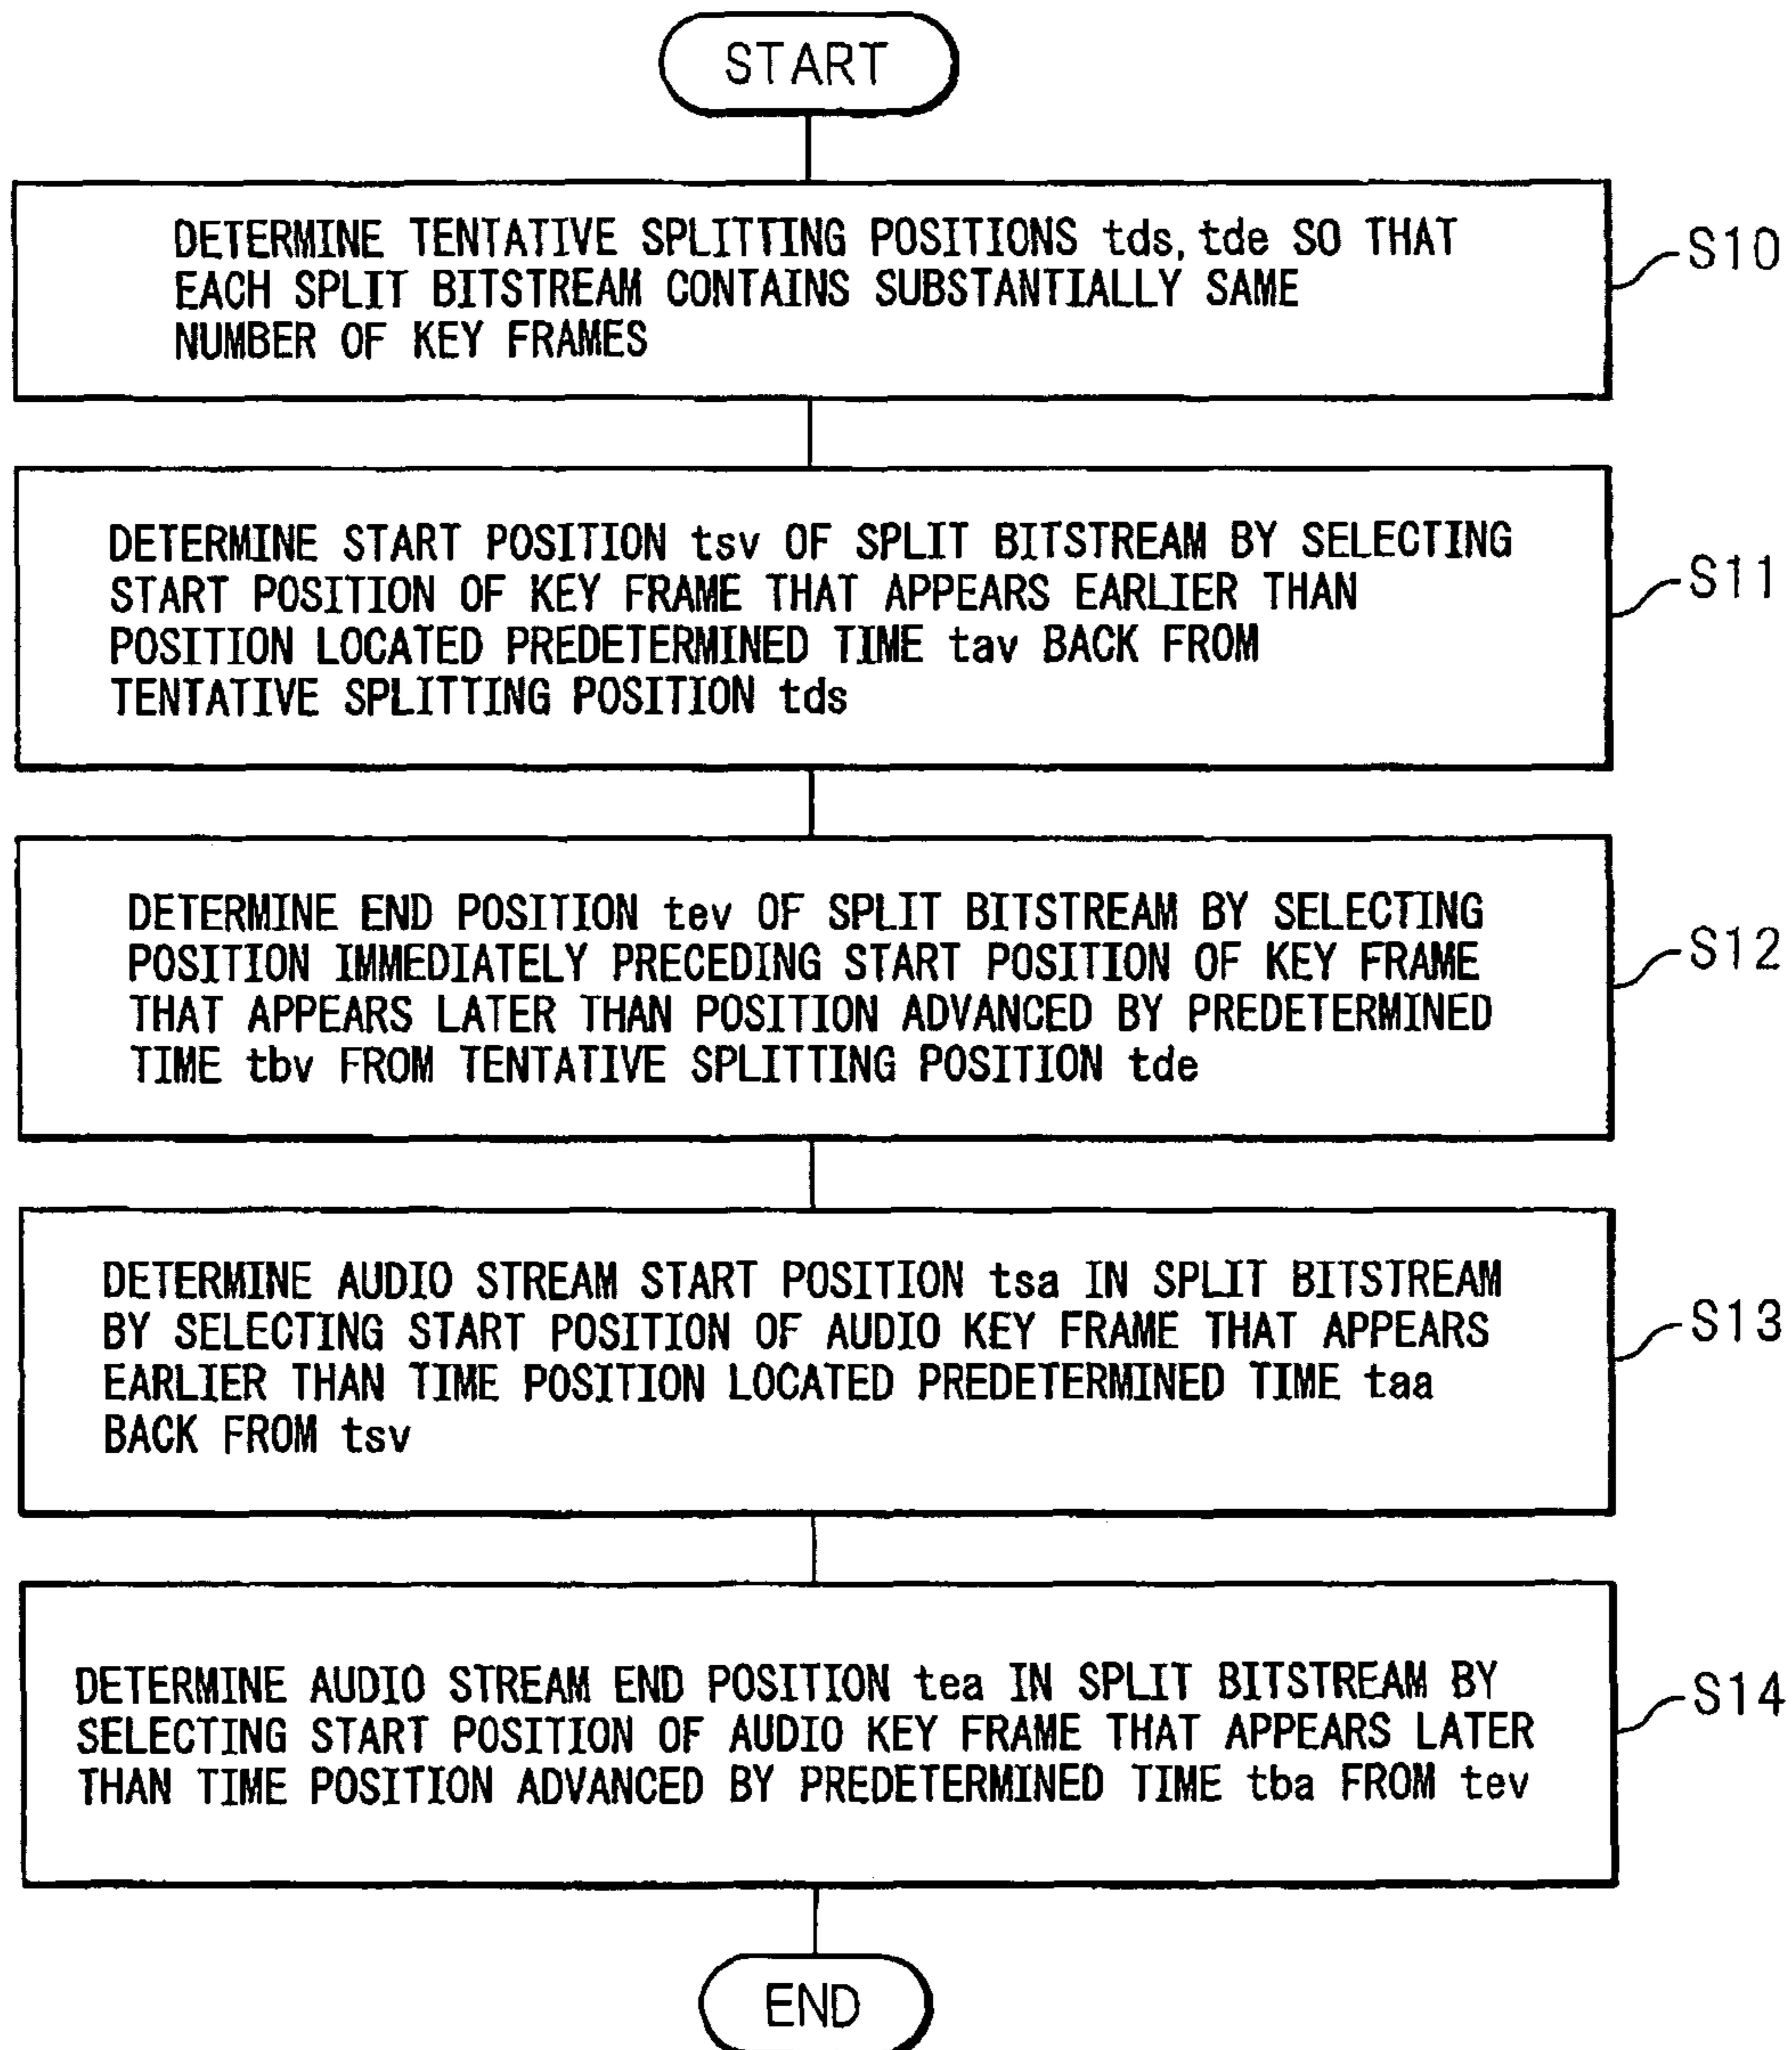 START
DETERMINE TENTATIVE SPLITTING POSITIONS tds, tde SO THAT
EACH SPLIT BITSTREAM CONTAINS SUBSTANTIALLY SAME
NUMBER OF KEY FRAMES
S10
DETERMINE START POSITION tsv OF SPLIT BITSTREAM BY SELECTING
START POSITION OF KEY FRAME THAT APPEARS EARLIER THAN
POSITION LOCATED PREDETERMINED TIME tav BACK FROM
TENTATIVE SPLITTING POSITION tds
S11
DETERMINE END POSITION tev OF SPLIT BITSTREAM BY SELECTING
POSITION IMMEDIATELY PRECEDING START POSITION OF KEY FRAME
THAT APPEARS LATER THAN POSITION ADVANCED BY PREDETERMINED
TIME tbv FROM TENTATIVE SPLITTING POSITION tde
S12
DETERMINE AUDIO STREAM START POSITION tsa IN SPLIT BITSTREAM
BY SELECTING START POSITION OF AUDIO KEY FRAME THAT APPEARS
EARLIER THAN TIME POSITION LOCATED PREDETERMINED TIME taa
BACK FROM tsv
S13
DETERMINE AUDIO STREAM END POSITION tea IN SPLIT BITSTREAM BY
SELECTING START POSITION OF AUDIO KEY FRAME THAT APPEARS LATER
THAN TIME POSITION ADVANCED BY PREDETERMINED TIME tba FROM tev
S14
END